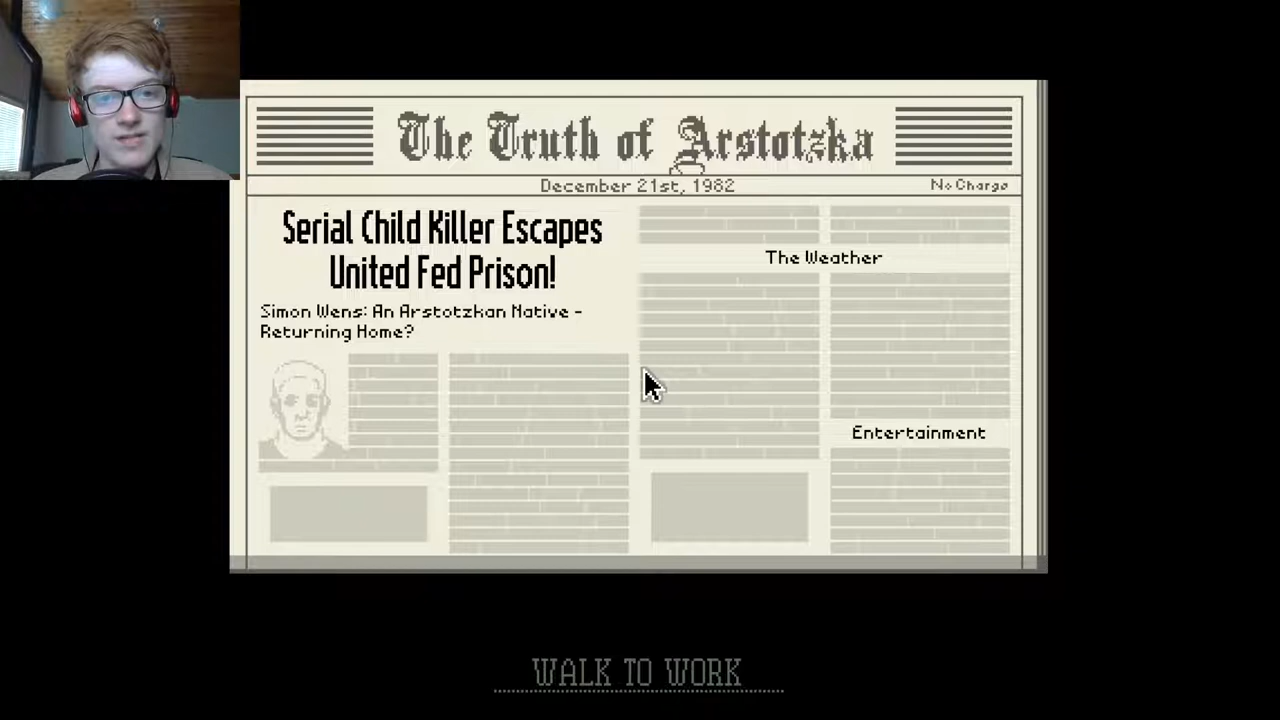 The Truth of Arstotzka
December 21st, 1982
No Charge
Serial Child Killer Escapes
United Fed Prison!
Simon Wens: An Arstotzkan Native -
Returning Home?
The Weather
Entertainment
WALK TO WORK